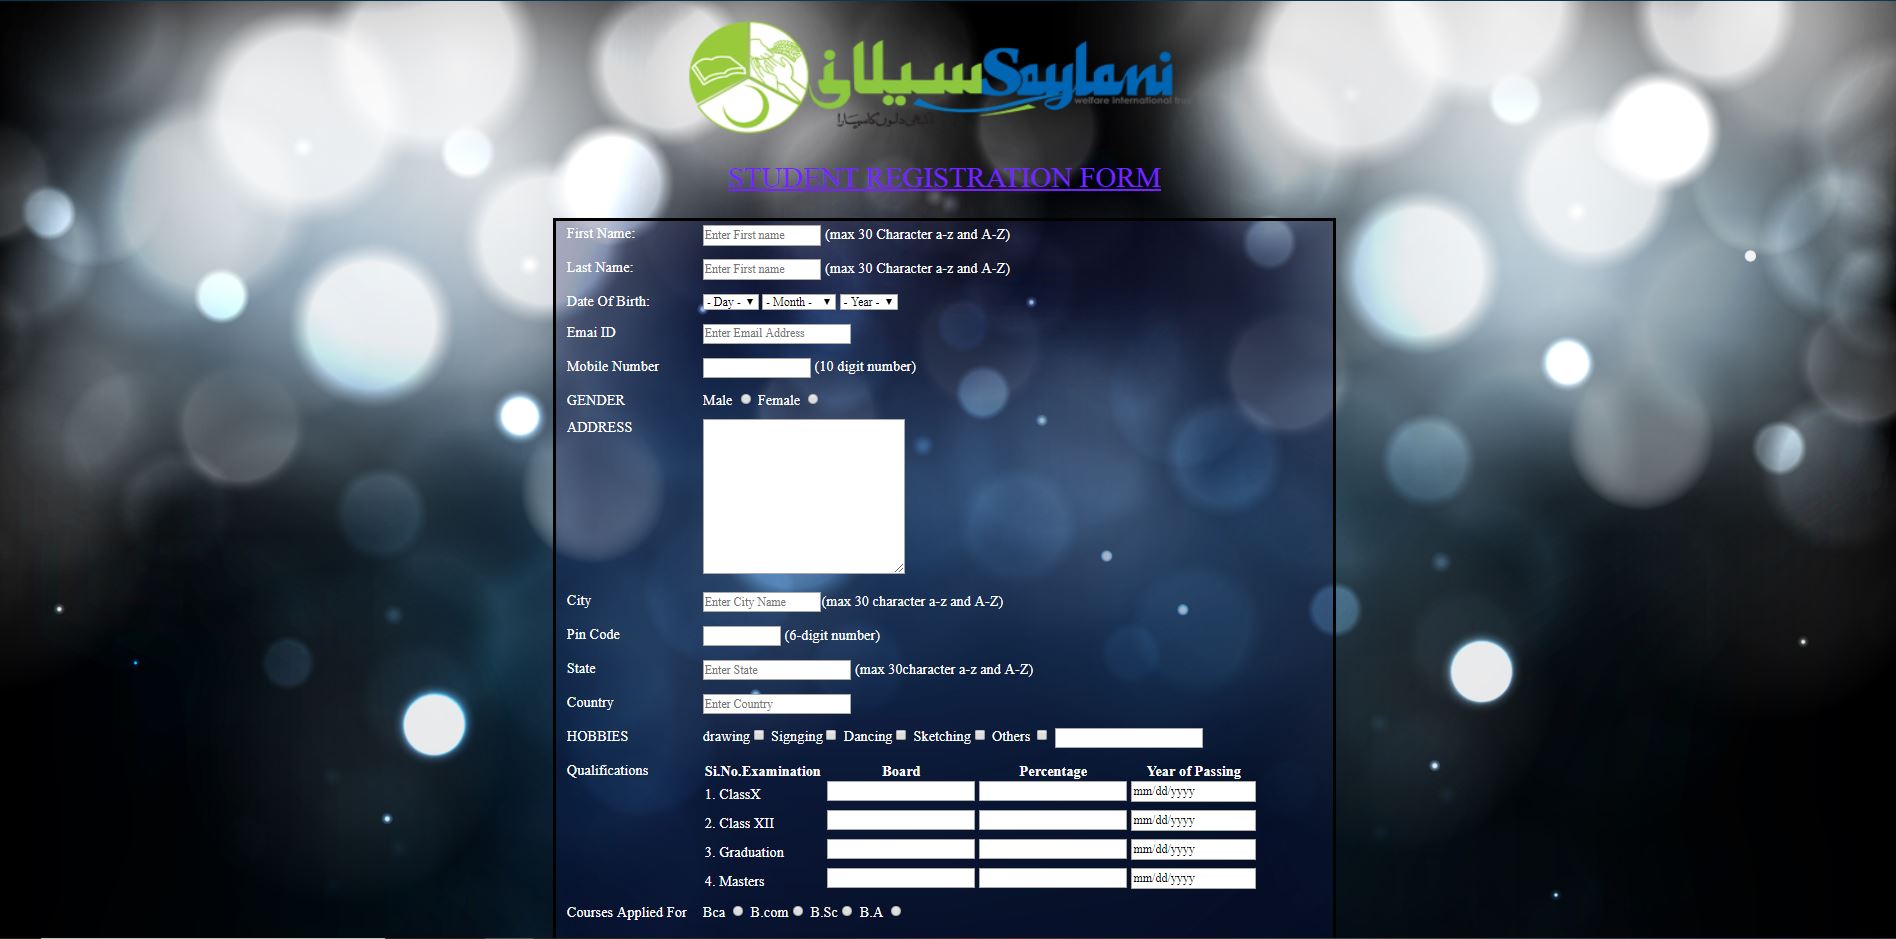 سیلانی Saylani
welfare international trust
STUDENT REGISTRATION FORM
First Name: Enter First name (max 30 Character a-z and A-Z)
Last Name: Enter First name (max 30 Character a-z and A-Z)
Date Of Birth: - Day - - Month - - Year -
Emai ID Enter Email Address
Mobile Number (10 digit number)
GENDER Male Female
ADDRESS
City Enter City Name (max 30 character a-z and A-Z)
Pin Code (6-digit number)
State Enter State (max 30character a-z and A-Z)
Country Enter Country
HOBBIES drawing Signging Dancing Sketching Others
Qualifications Si.No.Examination Board Percentage Year of Passing
1. ClassX mm/dd/yyyy
2. Class XII mm/dd/yyyy
3. Graduation mm/dd/yyyy
4. Masters mm/dd/yyyy
Courses Applied For Bca B.com B.Sc B.A